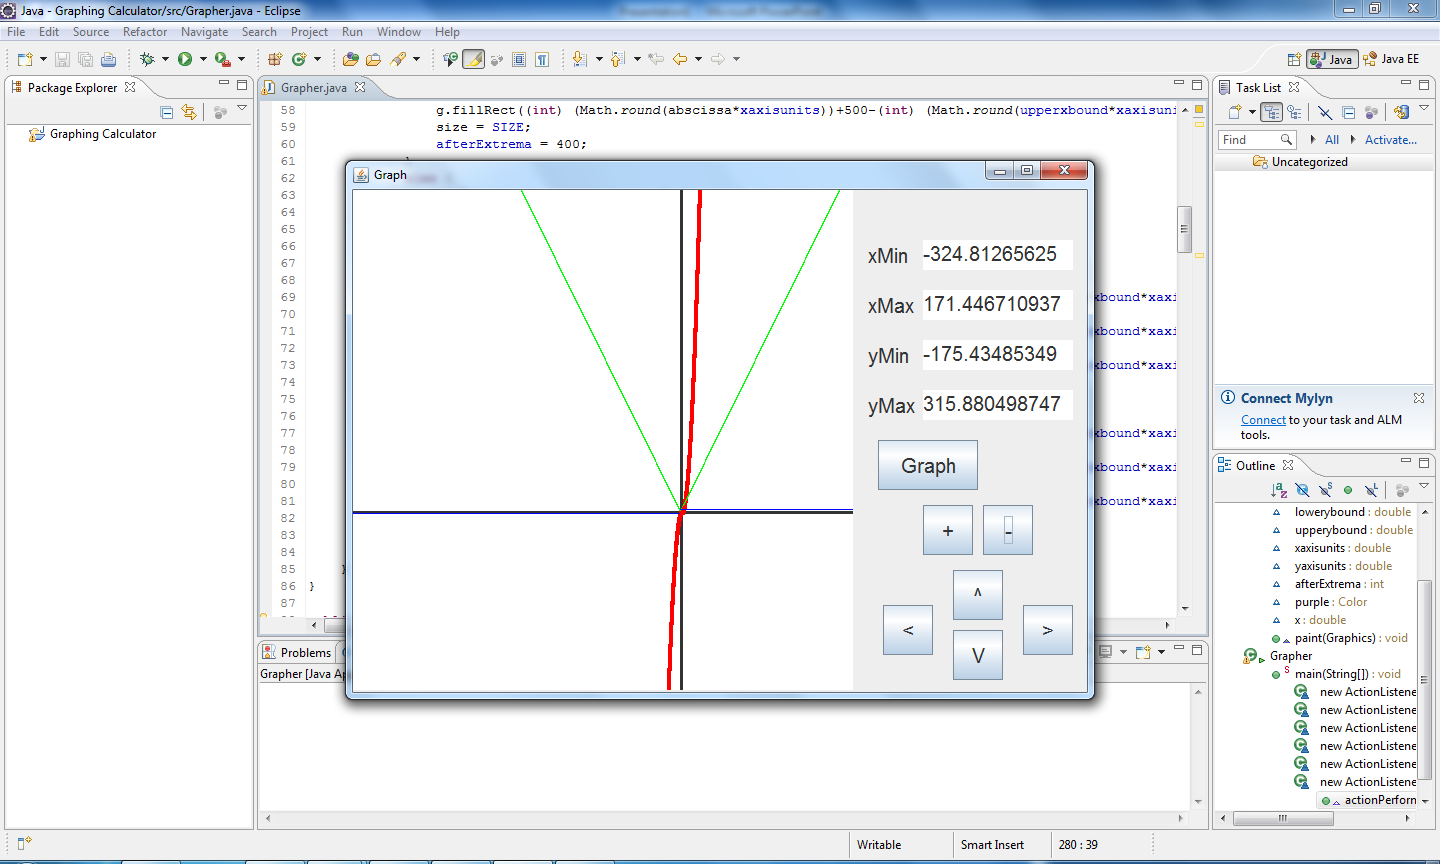 Java - Graphing Calculator/src/Grapher.java - Eclipse
File Edit Source Refactor Navigate Search Project Run Window Help
Java Java EE
Package Explorer
Graphing Calculator
Grapher.java
58 g.fillRect((int) (Math.round(abscissa*xaxisunits))+500-(int) (Math.round(upperxbound*xaxisuni
59 size = SIZE;
60 afterExtrema = 400;
61
62
63
64
65
66
67
68
69 xbound*xaxi
70
71 xbound*xaxi
72
73 xbound*xaxi
74
75
76
77 xbound*xaxi
78
79 xbound*xaxi
80
81 xbound*xaxi
82
83
84
85 }
86 }
87
Graph
xMin -324.81265625
xMax 171.446710937
yMin -175.43485349
yMax 315.880498747
Graph
+ -
^
< >
V
Problems
Grapher [Java Ap
Task List
Find All Activate...
Uncategorized
Connect Mylyn
Connect to your task and ALM
tools.
Outline
lowerybound : double
upperybound : double
xaxisunits : double
yaxisunits : double
afterExtrema : int
purple : Color
x : double
paint(Graphics) : void
Grapher
main(String[]) : void
new ActionListene
new ActionListene
new ActionListene
new ActionListene
new ActionListene
new ActionListene
actionPerforn
Writable Smart Insert 280 : 39